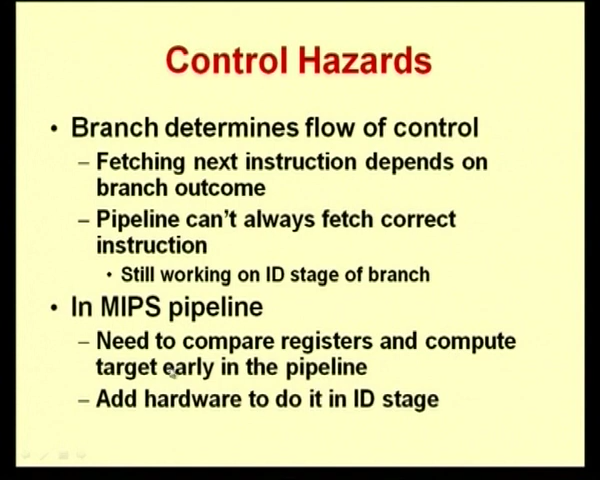 Control Hazards
• Branch determines flow of control
– Fetching next instruction depends on
branch outcome
– Pipeline can't always fetch correct
instruction
• Still working on ID stage of branch
• In MIPS pipeline
– Need to compare registers and compute
target early in the pipeline
– Add hardware to do it in ID stage